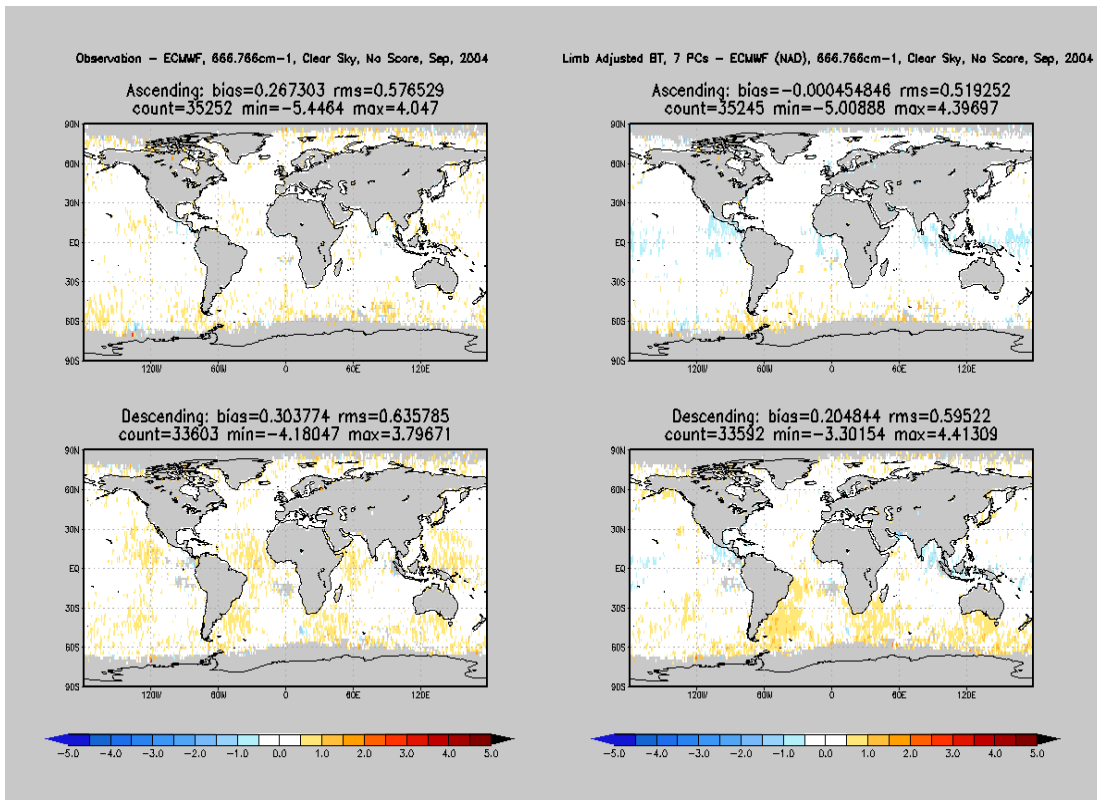 Observation - ECMWF, 666.766cm-1, Clear Sky, No Score, Sep, 2004
Ascending: bias=0.267303 rms=0.576529
count=35252 min=-5.4464 max=4.047
90N
60N
30N
EQ
30S
60S
90S
120W 60W 0 60E 120E
Descending: bias=0.303774 rms=0.635785
count=33603 min=-4.18047 max=3.79671
90N
60N
30N
EQ
30S
60S
90S
120W 60W 0 60E 120E
-5.0 -4.0 -3.0 -2.0 -1.0 0.0 1.0 2.0 3.0 4.0 5.0
Limb Adjusted BT, 7 PCs - ECMWF (NAD), 666.766cm-1, Clear Sky, No Score, Sep, 2004
Ascending: bias=-0.000454846 rms=0.519252
count=35245 min=-5.00888 max=4.39697
90N
60N
30N
EQ
30S
60S
90S
120W 60W 0 60E 120E
Descending: bias=0.204844 rms=0.59522
count=33592 min=-3.30154 max=4.41309
90N
60N
30N
EQ
30S
60S
90S
120W 60W 0 60E 120E
-5.0 -4.0 -3.0 -2.0 -1.0 0.0 1.0 2.0 3.0 4.0 5.0